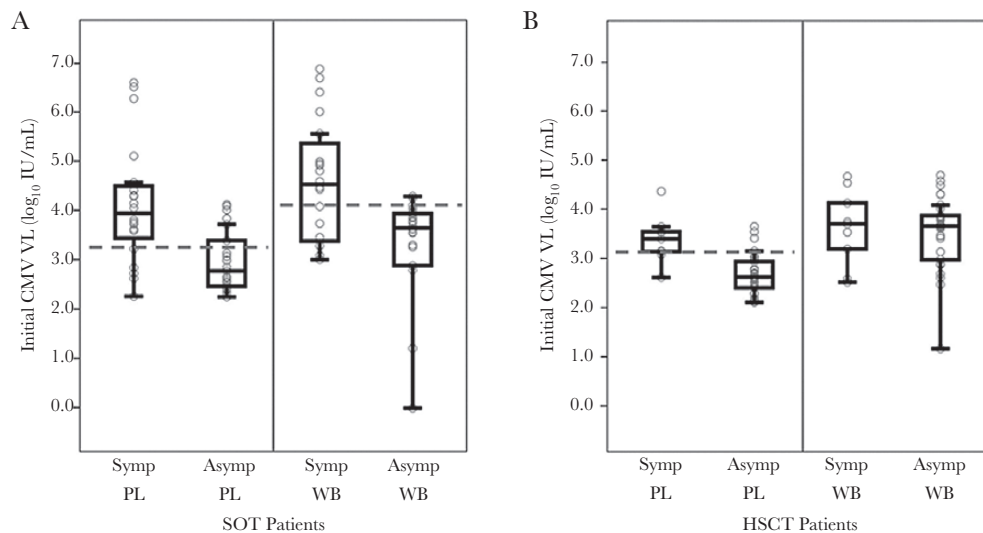 A
Initial CMV VL (log₁₀ IU/mL)
7.0
6.0
5.0
4.0
3.0
2.0
1.0
0.0
Symp Asymp Symp Asymp
PL PL WB WB
SOT Patients
B
Initial CMV VL (log₁₀ IU/mL)
7.0
6.0
5.0
4.0
3.0
2.0
1.0
0.0
Symp Asymp Symp Asymp
PL PL WB WB
HSCT Patients